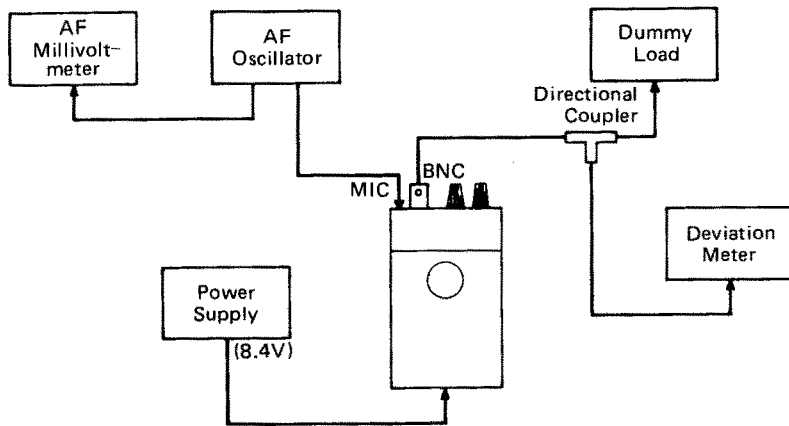 AF
Millivolt-
meter
AF
Oscillator
Dummy
Load
Directional
Coupler
MIC
BNC
Deviation
Meter
Power
Supply
(8.4V)